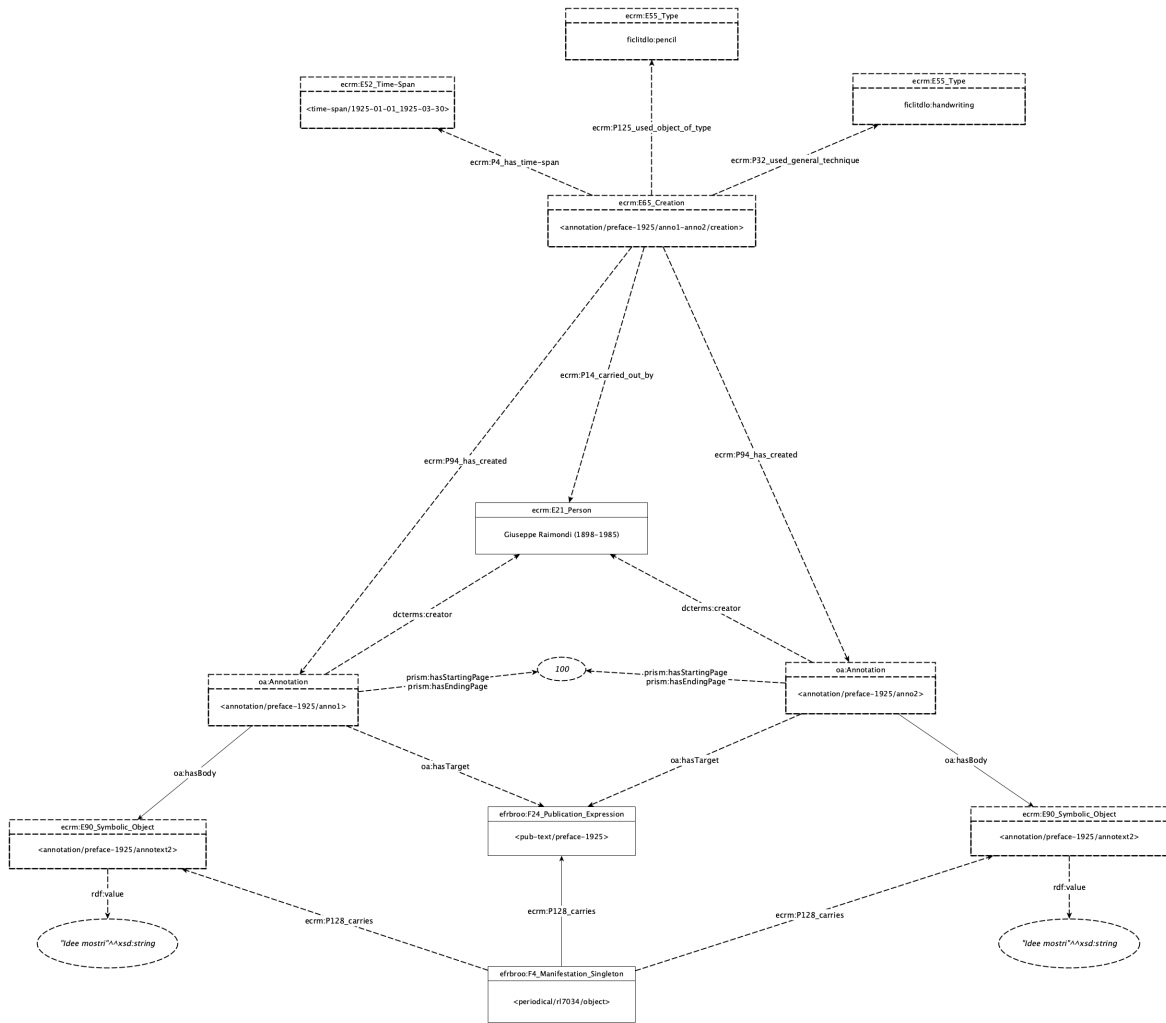 ecrm:E55_Type
ficlitdlo:pencil
ecrm:E52_Time-Span
<time-span/1925-01-01_1925-03-30>
ecrm:E55_Type
ficlitdlo:handwriting
ecrm:P125_used_object_of_type
ecrm:P4_has_time-span
ecrm:P32_used_general_technique
ecrm:E65_Creation
<annotation/preface-1925/anno1-anno2/creation>
ecrm:P14_carried_out_by
ecrm:P94_has_created
ecrm:P94_has_created
ecrm:E21_Person
Giuseppe Raimondi (1898-1985)
dcterms:creator
dcterms:creator
oa:Annotation
<annotation/preface-1925/anno1>
prism:hasStartingPage
prism:hasEndingPage
100
prism:hasStartingPage
prism:hasEndingPage
oa:Annotation
<annotation/preface-1925/anno2>
oa:hasBody
oa:hasTarget
oa:hasTarget
oa:hasBody
ecrm:E90_Symbolic_Object
<annotation/preface-1925/annotext2>
efrbroo:F24_Publication_Expression
<pub-text/preface-1925>
ecrm:E90_Symbolic_Object
<annotation/preface-1925/annotext2>
rdf:value
ecrm:P128_carries
ecrm:P128_carries
ecrm:P128_carries
rdf:value
"Idee mostri"^^xsd:string
"Idee mostri"^^xsd:string
efrbroo:F4_Manifestation_Singleton
<periodical/rl7034/object>